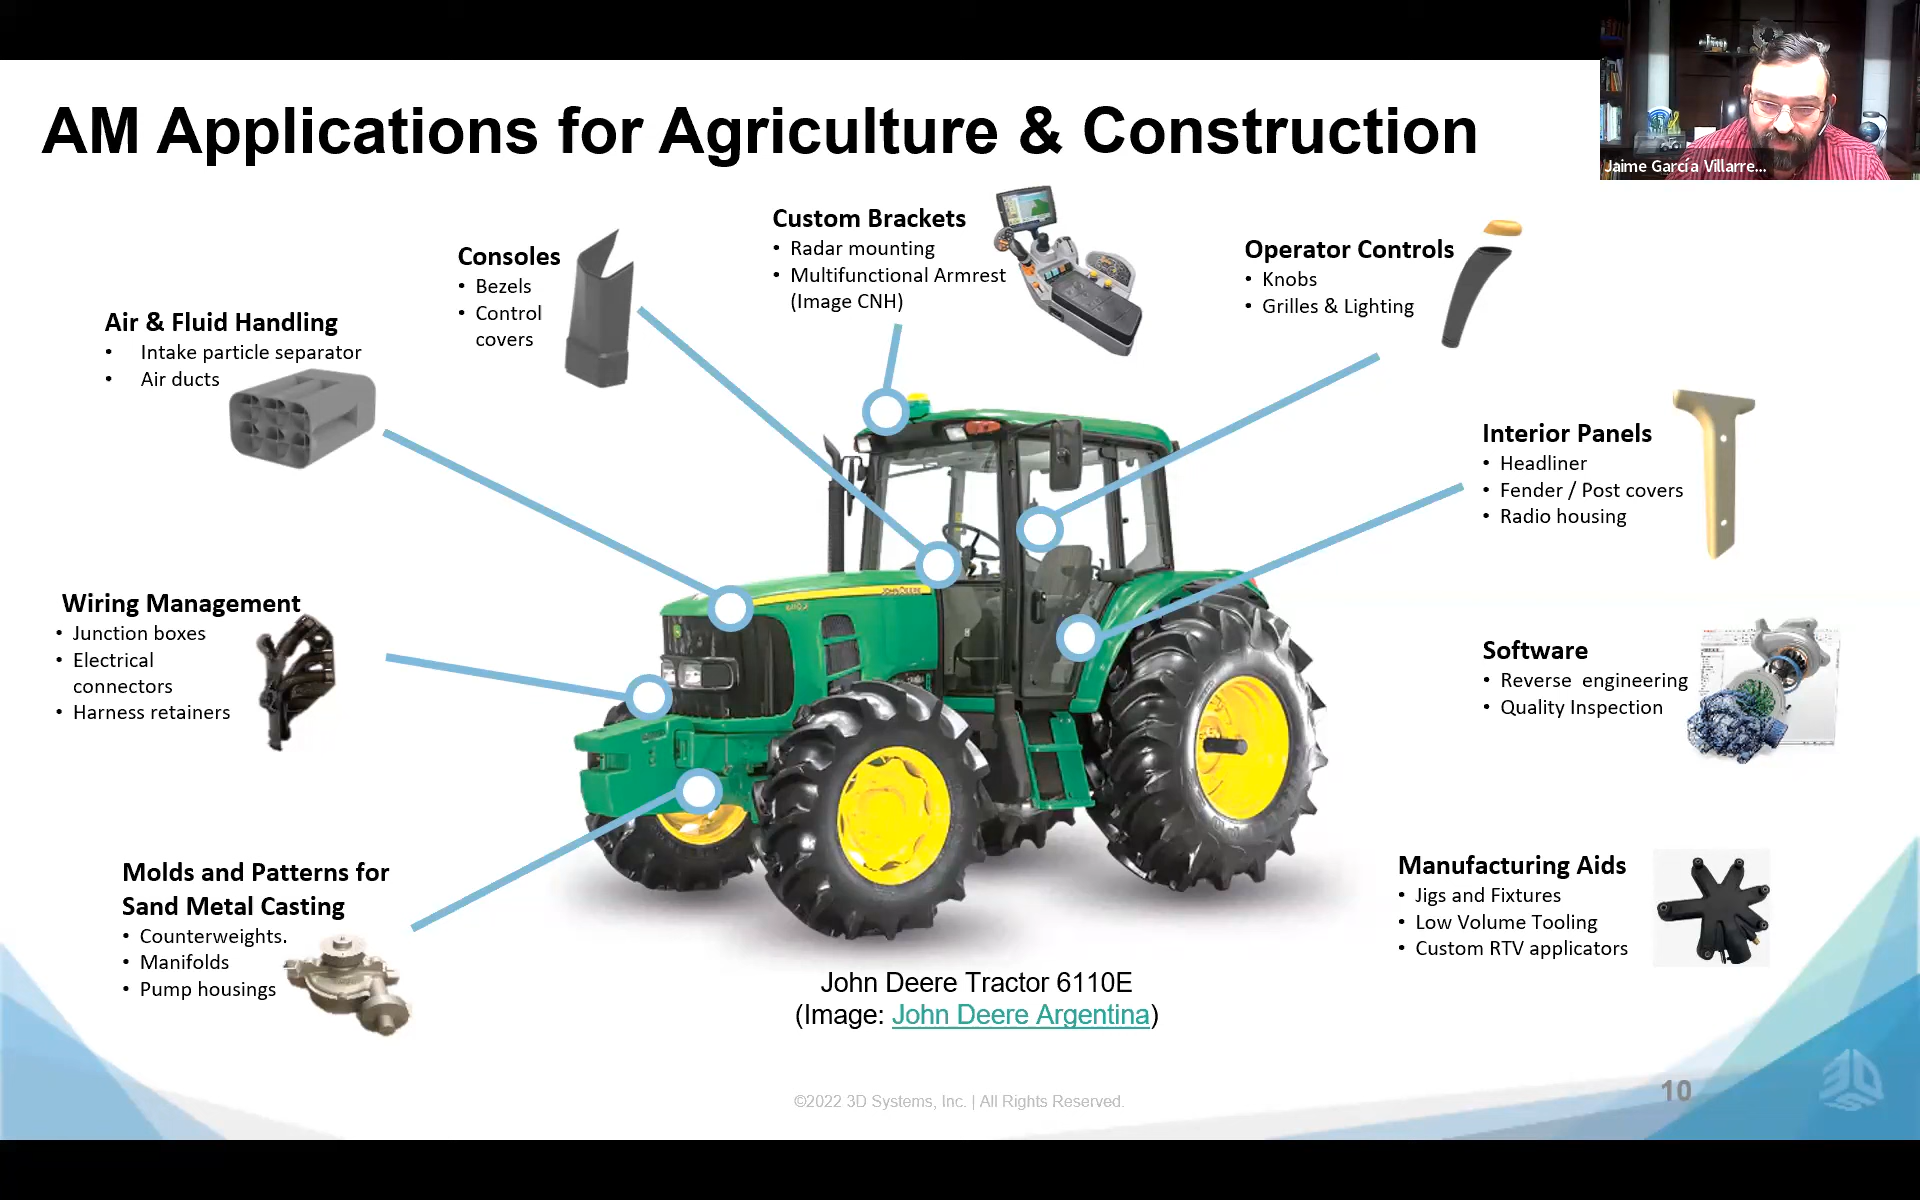 AM Applications for Agriculture & Construction
Jaime García Villarre...
Custom Brackets
• Radar mounting
• Multifunctional Armrest
(Image CNH)
Consoles
• Bezels
• Control
covers
Operator Controls
• Knobs
• Grilles & Lighting
Air & Fluid Handling
• Intake particle separator
• Air ducts
Interior Panels
• Headliner
• Fender / Post covers
• Radio housing
Wiring Management
• Junction boxes
• Electrical
connectors
• Harness retainers
JOHN DEERE
Software
• Reverse engineering
• Quality Inspection
Molds and Patterns for
Sand Metal Casting
• Counterweights.
• Manifolds
• Pump housings
Manufacturing Aids
• Jigs and Fixtures
• Low Volume Tooling
• Custom RTV applicators
John Deere Tractor 6110E
(Image: John Deere Argentina)
©2022 3D Systems, Inc. | All Rights Reserved.
10